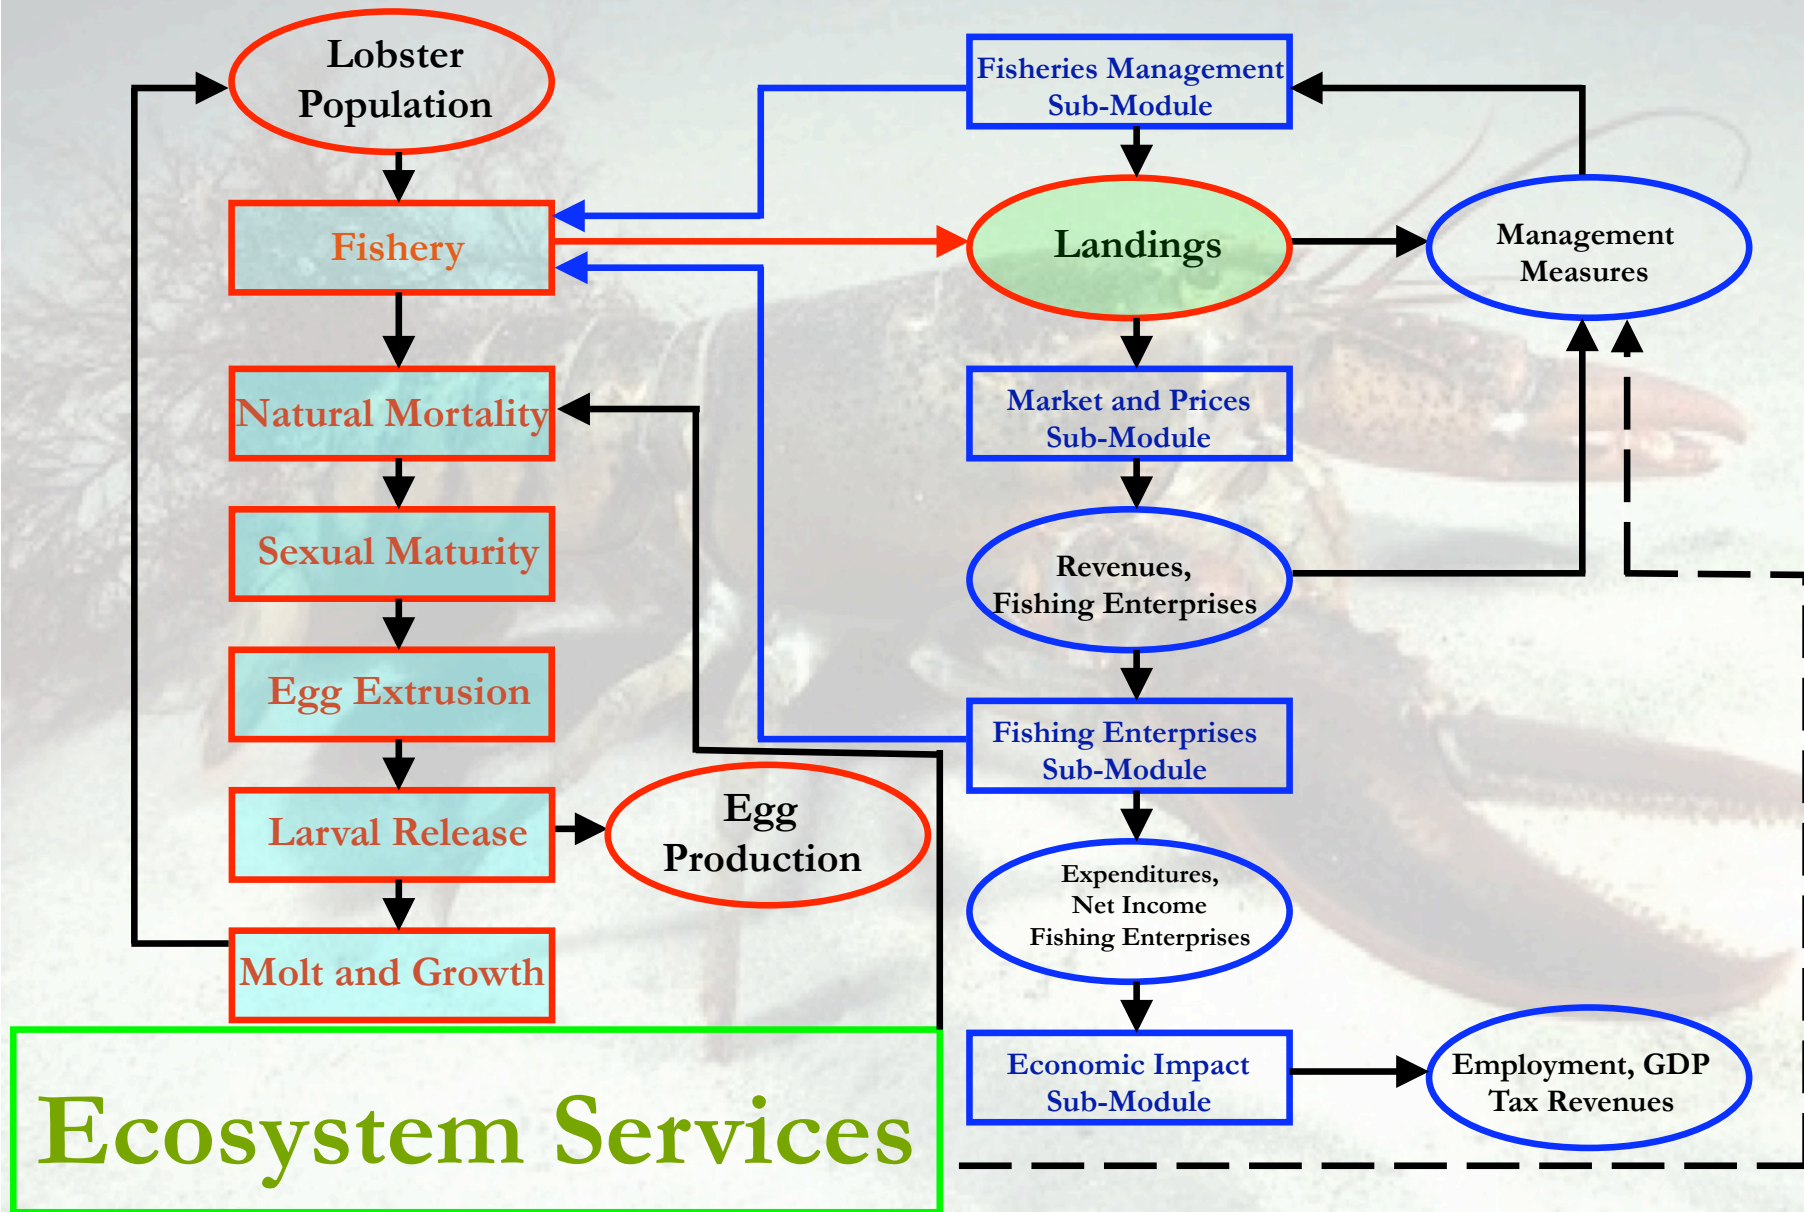 Lobster
Population
Fishery
Natural Mortality
Sexual Maturity
Egg Extrusion
Larval Release
Egg
Production
Molt and Growth
Ecosystem Services
Fisheries Management
Sub-Module
Landings
Management
Measures
Market and Prices
Sub-Module
Revenues,
Fishing Enterprises
Fishing Enterprises
Sub-Module
Expenditures,
Net Income
Fishing Enterprises
Economic Impact
Sub-Module
Employment, GDP
Tax Revenues